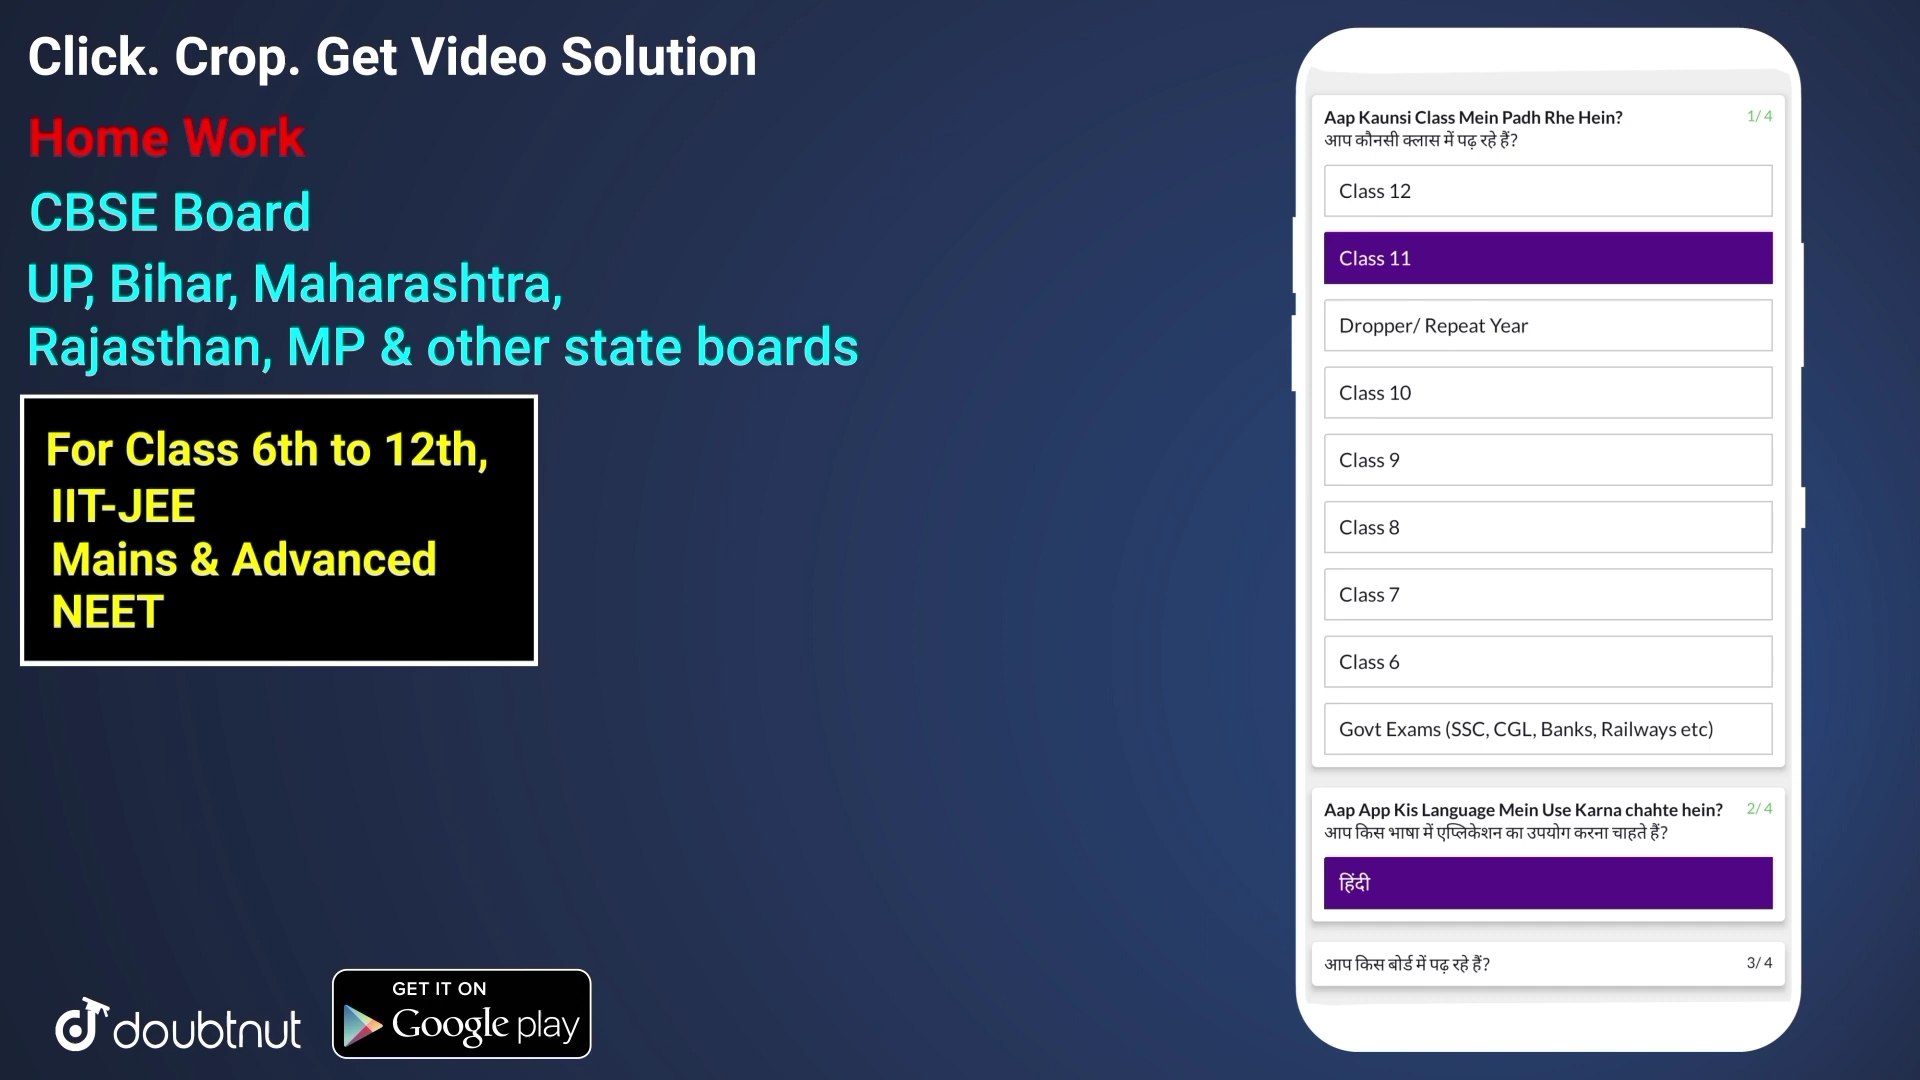 Click. Crop. Get Video Solution
Home Work
CBSE Board
UP, Bihar, Maharashtra,
Rajasthan, MP & other state boards
For Class 6th to 12th,
IIT-JEE
Mains & Advanced
NEET
doubtnut
GET IT ON
Google play
Aap Kaunsi Class Mein Padh Rhe Hein? 1/4
आप कौनसी क्लास में पढ़ रहे हैं?
Class 12
Class 11
Dropper/ Repeat Year
Class 10
Class 9
Class 8
Class 7
Class 6
Govt Exams (SSC, CGL, Banks, Railways etc)
Aap App Kis Language Mein Use Karna chahte hein? 2/4
आप किस भाषा में एप्लिकेशन का उपयोग करना चाहते हैं?
हिंदी
आप किस बोर्ड में पढ़ रहे हैं? 3/4